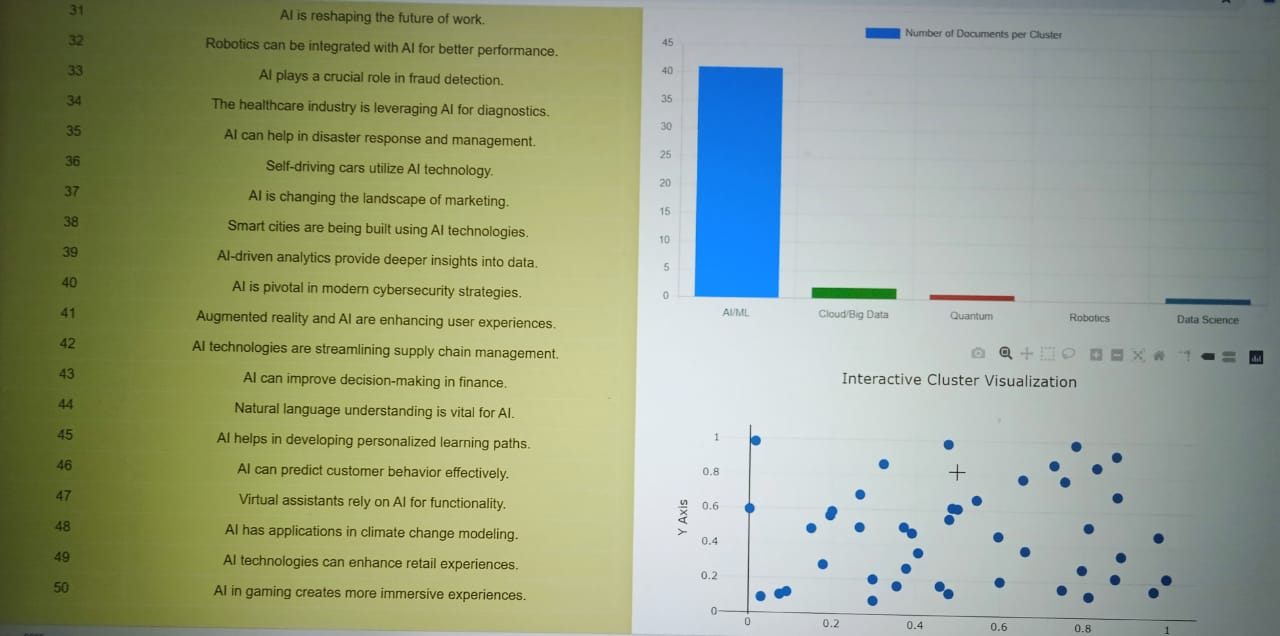 31 AI is reshaping the future of work.
32 Robotics can be integrated with AI for better performance.
33 AI plays a crucial role in fraud detection.
34 The healthcare industry is leveraging AI for diagnostics.
35 AI can help in disaster response and management.
36 Self-driving cars utilize AI technology.
37 AI is changing the landscape of marketing.
38 Smart cities are being built using AI technologies.
39 AI-driven analytics provide deeper insights into data.
40 AI is pivotal in modern cybersecurity strategies.
41 Augmented reality and AI are enhancing user experiences.
42 AI technologies are streamlining supply chain management.
43 AI can improve decision-making in finance.
44 Natural language understanding is vital for AI.
45 AI helps in developing personalized learning paths.
46 AI can predict customer behavior effectively.
47 Virtual assistants rely on AI for functionality.
48 AI has applications in climate change modeling.
49 AI technologies can enhance retail experiences.
50 AI in gaming creates more immersive experiences.
Number of Documents per Cluster
45
40
35
30
25
20
15
10
5
0
AI/ML Cloud/Big Data Quantum Robotics Data Science
Interactive Cluster Visualization
Y Axis
1
0.8
0.6
0.4
0.2
0
0 0.2 0.4 0.6 0.8 1